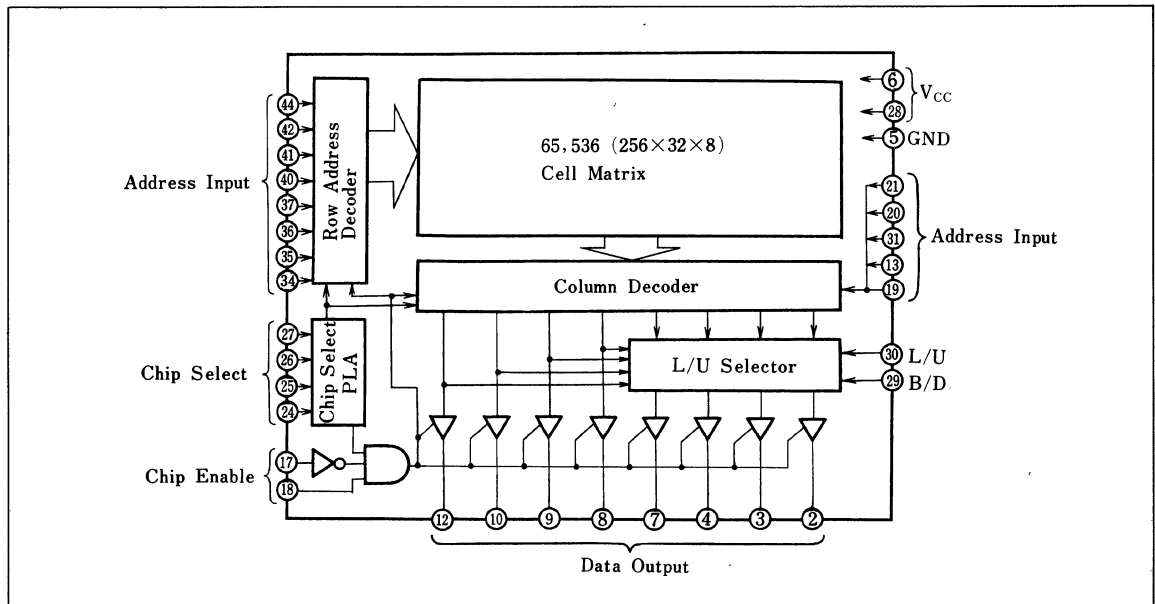 44
42
41
40
37
36
35
34
Address Input
Row Address
Decoder
65,536 (256×32×8)
Cell Matrix
6
28
V_CC
5
GND
21
20
31
13
19
Address Input
Column Decoder
27
26
25
24
Chip Select
Chip Select
PLA
L/U Selector
30
L/U
29
B/D
17
18
Chip Enable
12
10
9
8
7
4
3
2
Data Output